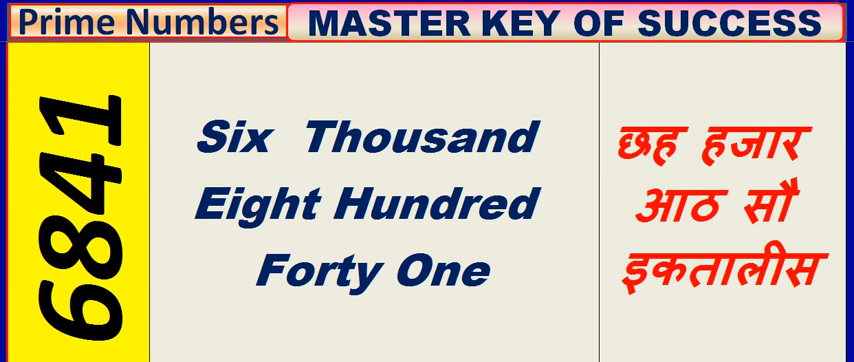 Prime Numbers
MASTER KEY OF SUCCESS
6841
Six Thousand
Eight Hundred
Forty One
छह हजार
आठ सौ
इकतालीस